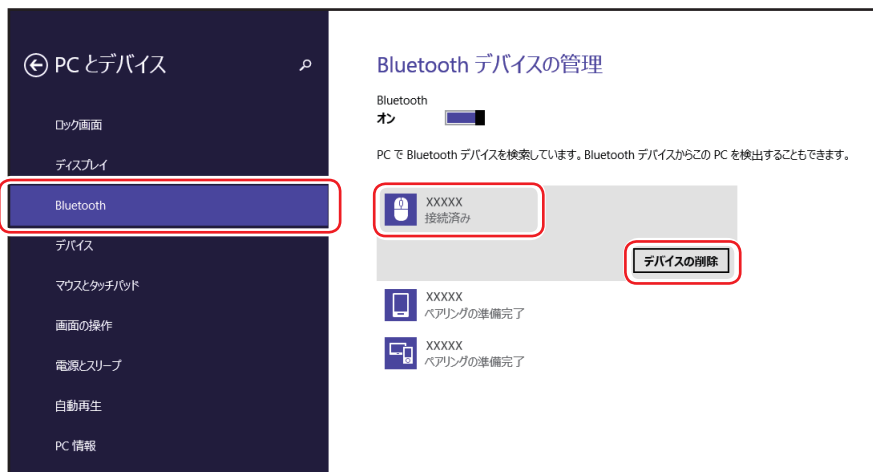 PC とデバイス
ロック画面
ディスプレイ
Bluetooth
デバイス
マウスとタッチパッド
画面の操作
電源とスリープ
自動再生
PC 情報
Bluetooth デバイスの管理
Bluetooth
オン
PC で Bluetooth デバイスを検索しています。Bluetooth デバイスからこの PC を検出することもできます。
XXXXX
接続済み
デバイスの削除
XXXXX
ペアリングの準備完了
XXXXX
ペアリングの準備完了